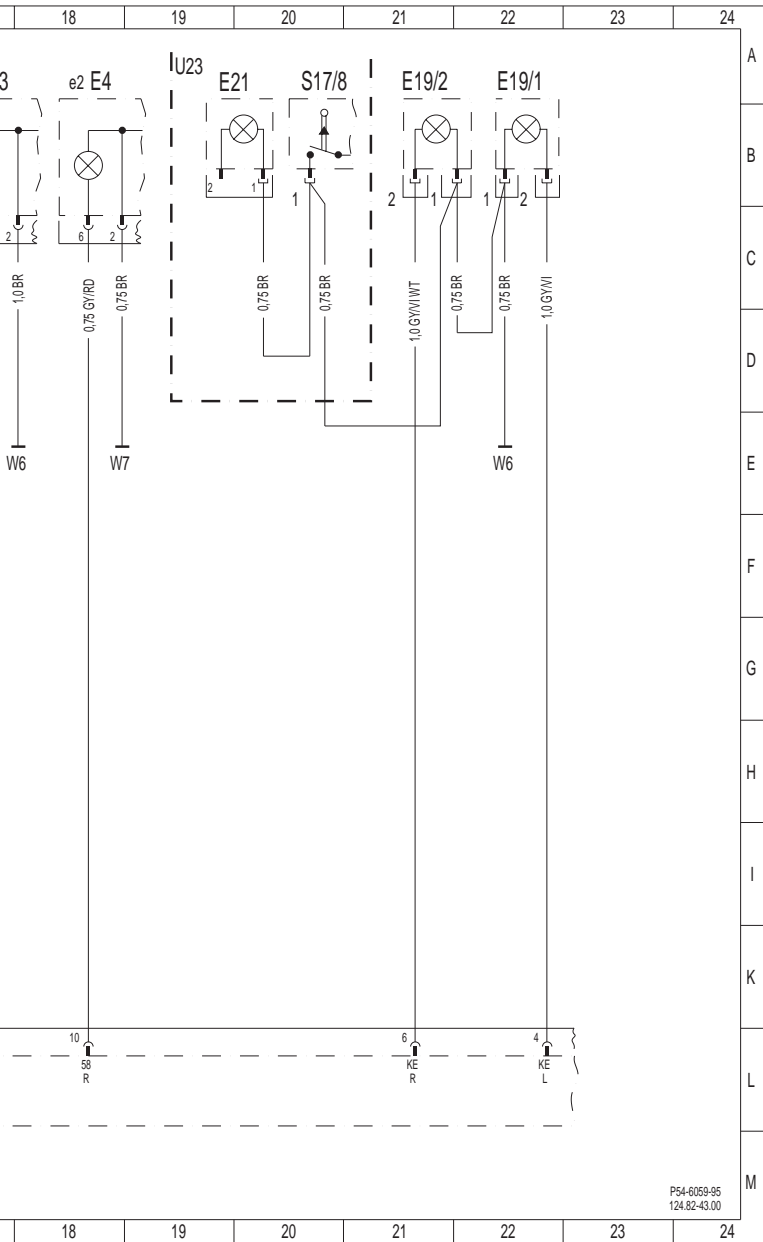 18 19 20 21 22 23 24
A
U23
3 e2 E4 E21 S17/8 E19/2 E19/1
B
2 1 1 2 1 1 2
2 6 2
C
1,0 BR
0,75 GY/RD
0,75 BR
0,75 BR
0,75 BR
1,0 GY/VI WT
0,75 BR
0,75 BR
1,0 GY/VI
D
W6 W7 W6
E
F
G
H
I
K
10 6 4
58 KE KE
R R L
L
M
P54-6059-95
124.82-43.00
18 19 20 21 22 23 24